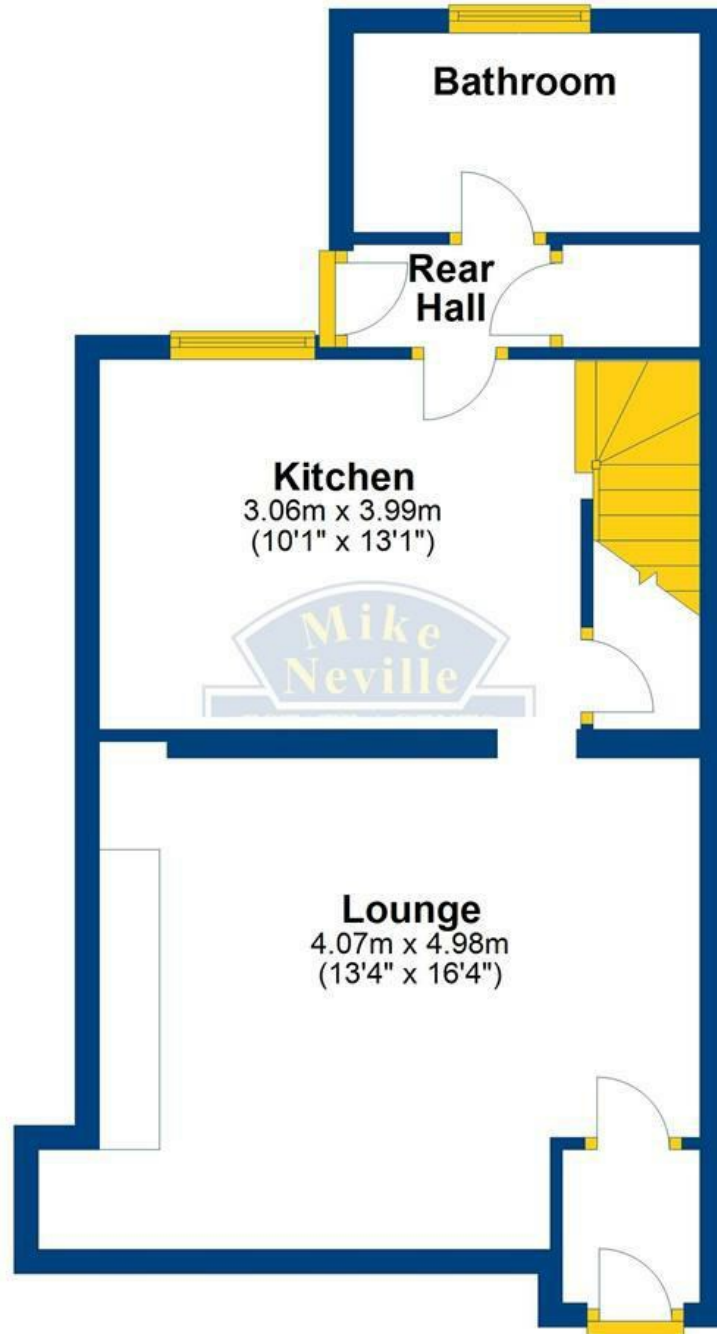 Bathroom
Rear
Hall
Kitchen
3.06m x 3.99m
(10'1" x 13'1")
Mike
Neville
Lounge
4.07m x 4.98m
(13'4" x 16'4")